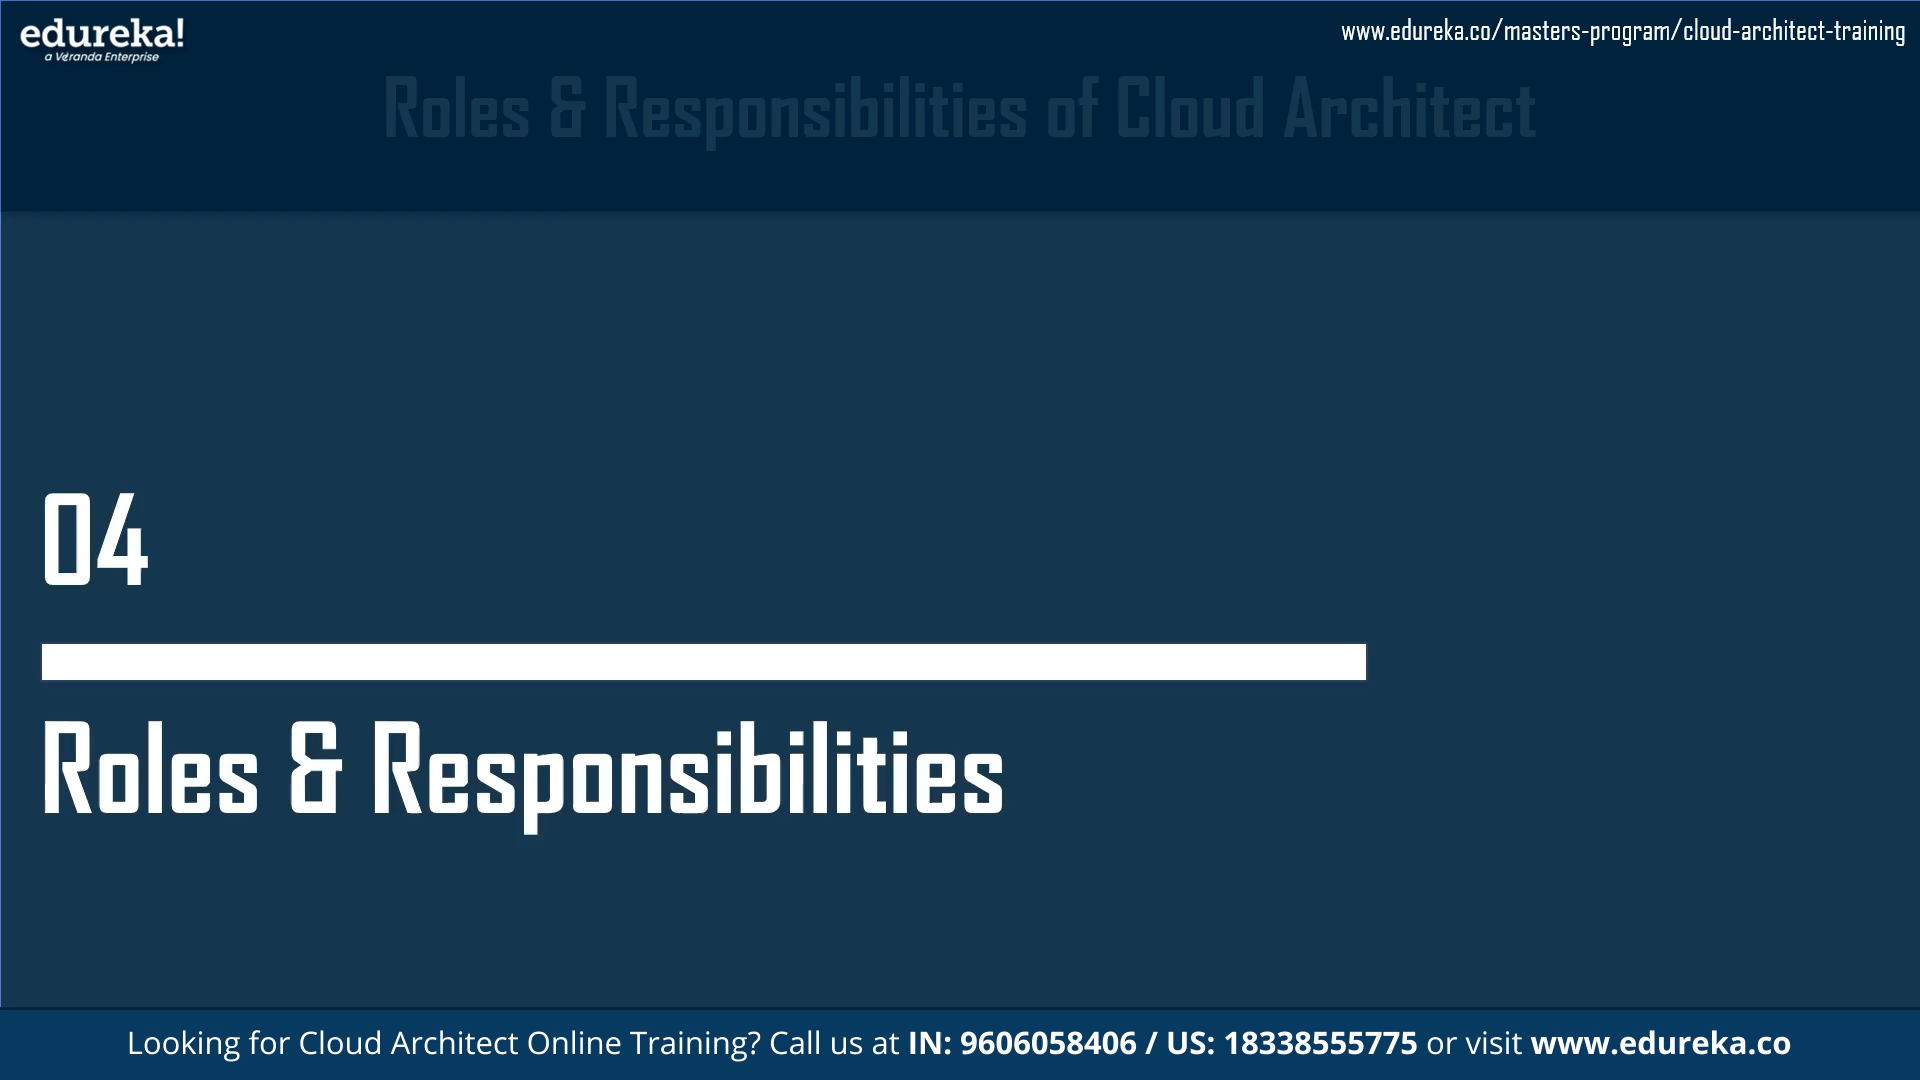 edureka!
a Veranda Enterprise
www.edureka.co/masters-program/cloud-architect-training
Roles & Responsibilities of Cloud Architect
04
Roles & Responsibilities
Looking for Cloud Architect Online Training? Call us at IN: 9606058406 / US: 18338555775 or visit www.edureka.co